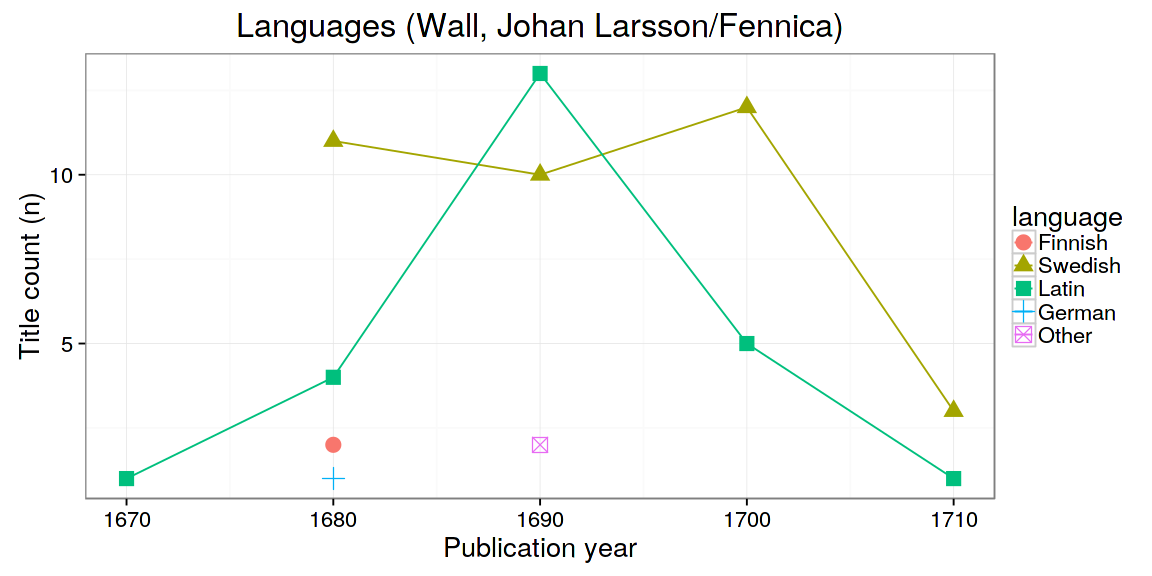 Languages (Wall, Johan Larsson/Fennica)
Title count (n)
10
5
1670 1680 1690 1700 1710
Publication year
language
Finnish
Swedish
Latin
German
Other